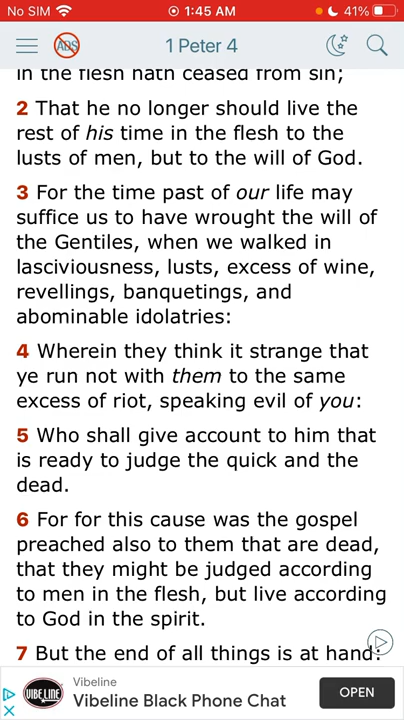 No SIM 1:45 AM 41%
ADS 1 Peter 4
in the flesh hath ceased from sin;
2 That he no longer should live the
rest of his time in the flesh to the
lusts of men, but to the will of God.
3 For the time past of our life may
suffice us to have wrought the will of
the Gentiles, when we walked in
lasciviousness, lusts, excess of wine,
revellings, banquetings, and
abominable idolatries:
4 Wherein they think it strange that
ye run not with them to the same
excess of riot, speaking evil of you:
5 Who shall give account to him that
is ready to judge the quick and the
dead.
6 For for this cause was the gospel
preached also to them that are dead,
that they might be judged according
to men in the flesh, but live according
to God in the spirit.
7 But the end of all things is at hand:
Vibeline
VIBELINE Vibeline Black Phone Chat OPEN